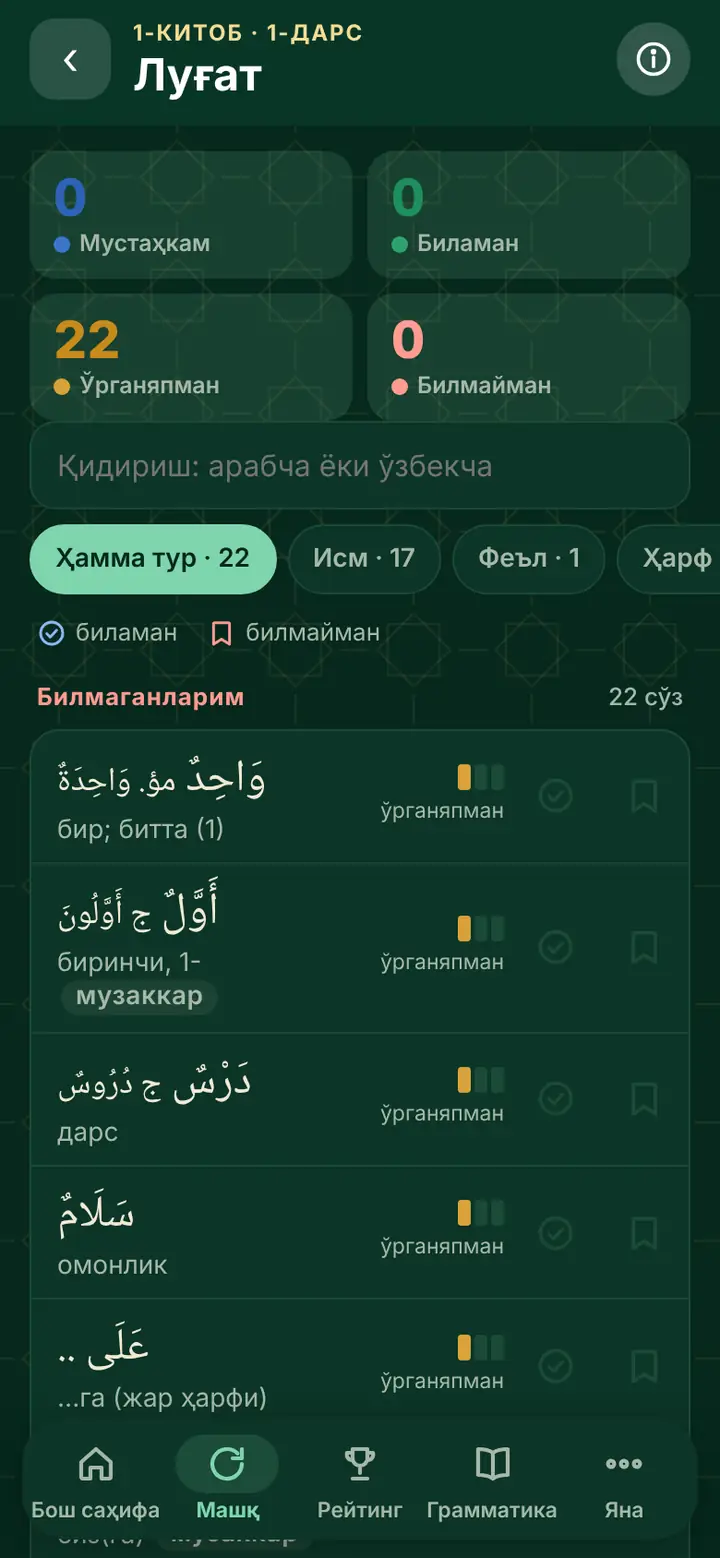 1-КИТОБ · 1-ДАРС
Луғат
0
Мустаҳкам
0
Биламан
22
Ўрганяпман
0
Билмайман
Қидириш: арабча ёки ўзбекча
Ҳамма тур · 22 Исм · 17 Феъл · 1 Ҳарф
биламан билмайман
Билмаганларим 22 сўз
وَاحِدٌ مؤ. وَاحِدَةٌ
ўрганяпман
бир; битта (1)
أَوَّلٌ ج أَوَّلُونَ
ўрганяпман
биринчи, 1-
музаккар
دَرْسٌ ج دُرُوسٌ
ўрганяпман
дарс
سَلَامٌ
ўрганяпман
омонлик
عَلَى ..
ўрганяпман
...га (жар ҳарфи)
Бош саҳифа Машқ Рейтинг Грамматика Яна